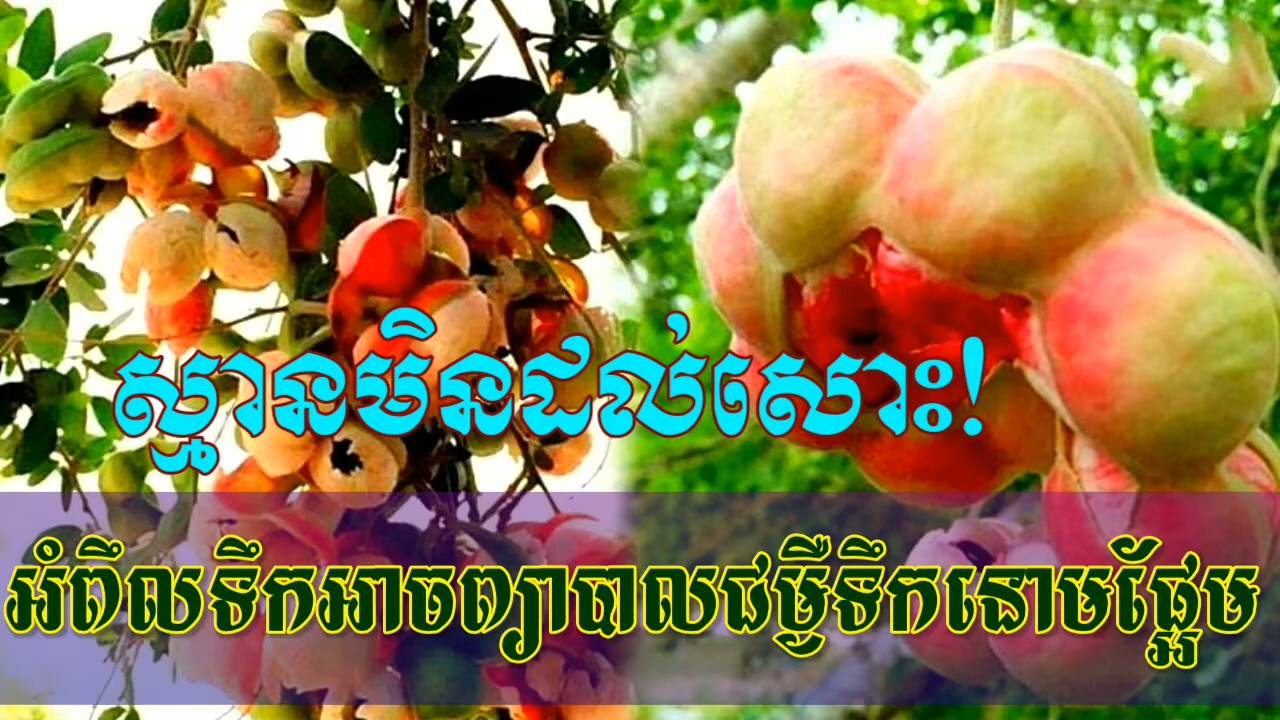 ស្មានមិនដល់សោះ!
អំពឹលទឹកអាចព្យាបាលជម្ងឺទឹកនោមផ្អែម